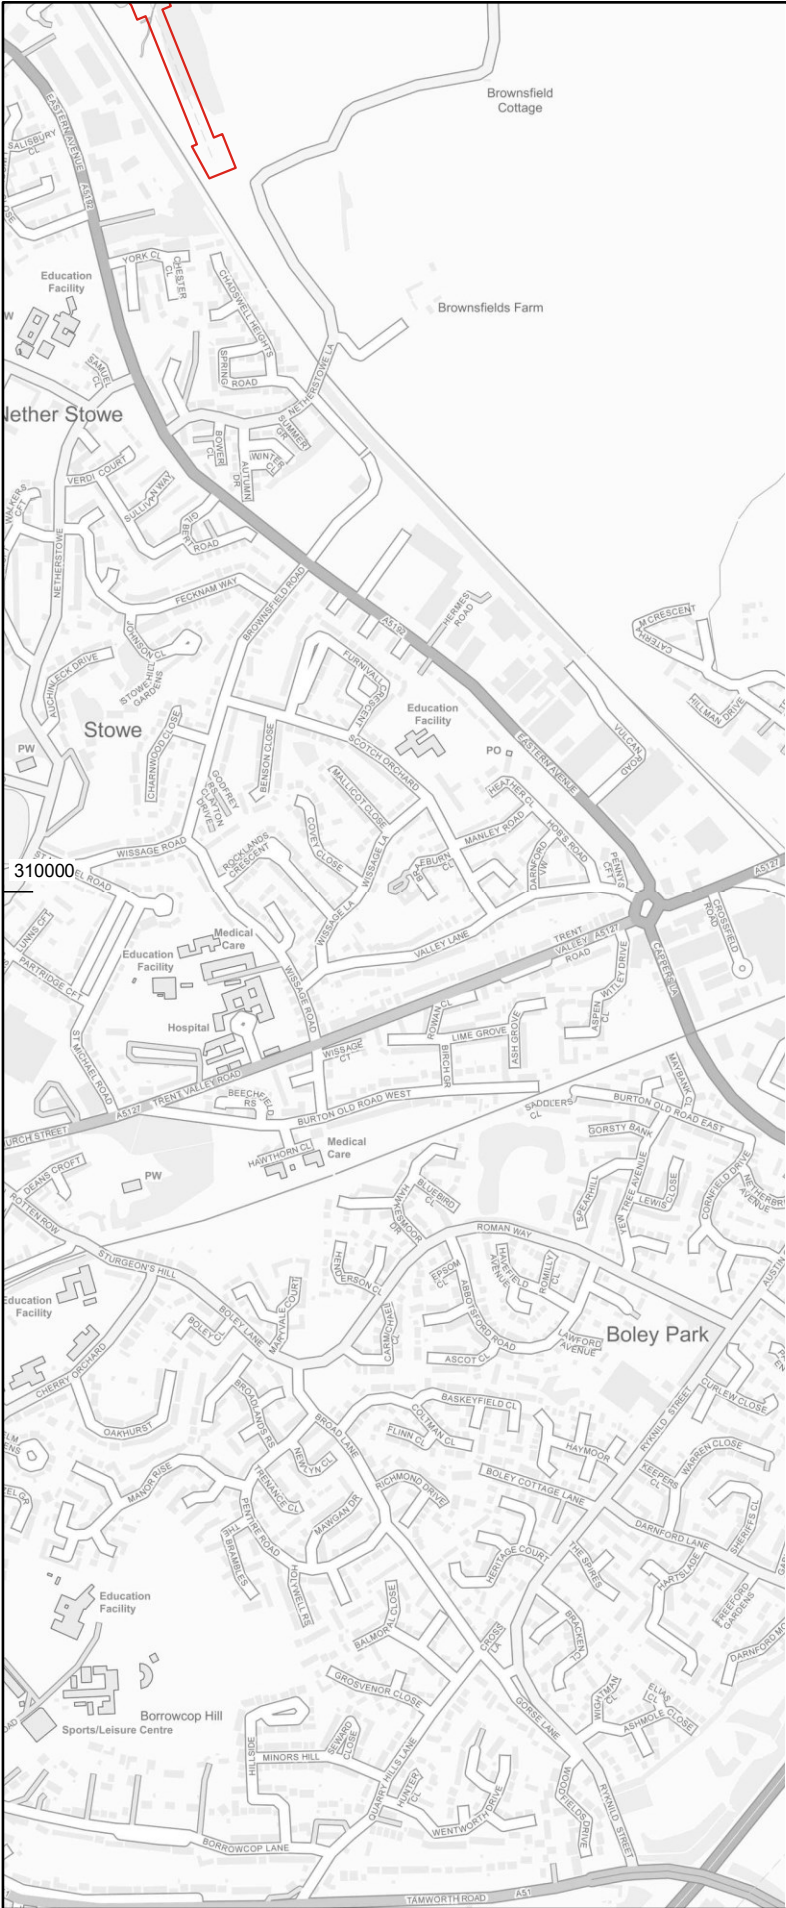 Brownsfield
Cottage
EASTERN AVENUE
A5192
SALISBURY
CL
CLOSE
YORK CL
CHESTER
CL
CHADSWELL HEIGHTS
Education
Facility
W
Brownsfields Farm
SAMUEL
CL
SPRING
ROAD
NETHERSTOWE LA
Nether Stowe
BOWER
CL
SUMMER
GR
WINTER
CL
AUTUMN
DR
VERDI COURT
SULLIVAN WAY
WALKERS
CFT
GILBERT
ROAD
NETHERSTOWE
FECKNAM WAY
BROWNSFIELD ROAD
A5192
HERMES
ROAD
CATERHAM CRESCENT
JOHNSON CL
AUCHINLECK DRIVE
STOWE HILL
GARDENS
FURNIVALL
CRESCENT
HILLMAN DRIVE
Stowe
Education
Facility
CHARNWOOD CLOSE
BENSON CLOSE
SCOTCH ORCHARD
PW
PO
EASTERN AVENUE
VULCAN
ROAD
GODFREY
RS
CLAYTON
DRIVE
MALLICOT CLOSE
HEATHER CL
COVEY CLOSE
MANLEY ROAD
HOB'S ROAD
WISSAGE ROAD
ROCKLANDS
CRESCENT
WISSAGE LA
RAEBURN
CL
DARNFORD
VW
PENNYS
CFT
310000
ST MICHAEL ROAD
A5127
WISSAGE LA
CROSSFIELD
ROAD
LUNNS CFT
Medical
Care
TRENT
VALLEY
ROAD
A5127
VALLEY LANE
Education
Facility
CAPPERS LA
PARTRIDGE CFT
WISSAGE ROAD
WITLEY DRIVE
Hospital
ROWAN CL
LIME GROVE
ASH GROVE
ASPEN
CL
ST MICHAEL ROAD
WISSAGE
CT
BIRCH GR
MAYBANK CL
TRENT VALLEY ROAD
BEECHFIELD
RS
BURTON OLD ROAD WEST
BURTON OLD ROAD EAST
A5127
SADDLERS
CL
URCH STREET
GORSTY BANK
HAWTHORN CL
Medical
Care
DEANS CROFT
PW
BLUEBIRD
CL
HAWKESMOOR
DR
SPEARHILL
YEW TREE AVENUE
LEWIS CLOSE
CORNFIELD DRIVE
AVENUE
ROTTEN ROW
ROMAN WAY
STURGEON'S HILL
HENDERSON CL
EPSOM
CL
HAVEFIELD
AVENUE
ROMILLY
CL
Education
Facility
MARYVALE
COURT
BOLEY LANE
ABBOTSFORD ROAD
BOLEY CL
CARMICHAEL
CL
LAWFORD
AVENUE
Boley Park
ASCOT CL
CHERRY ORCHARD
BROADLANDS RS
BASKEYFIELD CL
CURLEW CLOSE
OAKHURST
BROAD LANE
COLTMAN CL
FLINN CL
RYKNILD STREET
HAYMOOR
WARREN CLOSE
NEWLYN CL
MANOR RISE
TRENANCE CL
RICHMOND DRIVE
BOLEY COTTAGE LANE
KEEPERS
CL
MAWGAN DR
PENTIRE ROAD
SHERIFFS CL
DARNFORD LANE
THE
BRAMBLES
HERITAGE COURT
THE SPIRES
HARTSLADE
HOLYWELL RS
Education
Facility
BALMORAL CLOSE
FREEFORD
GARDENS
BRACKEN
CL
CROSS
LA
DARNFORD MO
GROSVENOR CLOSE
WIGHTMAN
CL
ELIAS
CL
Borrowcop Hill
GORSE LANE
ASHMOLE CLOSE
Sports/Leisure Centre
SEWARD
CLOSE
HILLSIDE
MINORS HILL
QUARRY HILLS LANE
HUNTER
CL
WOODFIELDS DRIVE
RYKNILD STREET
WENTWORTH DRIVE
BORROWCOP LANE
TAMWORTH ROAD
A51